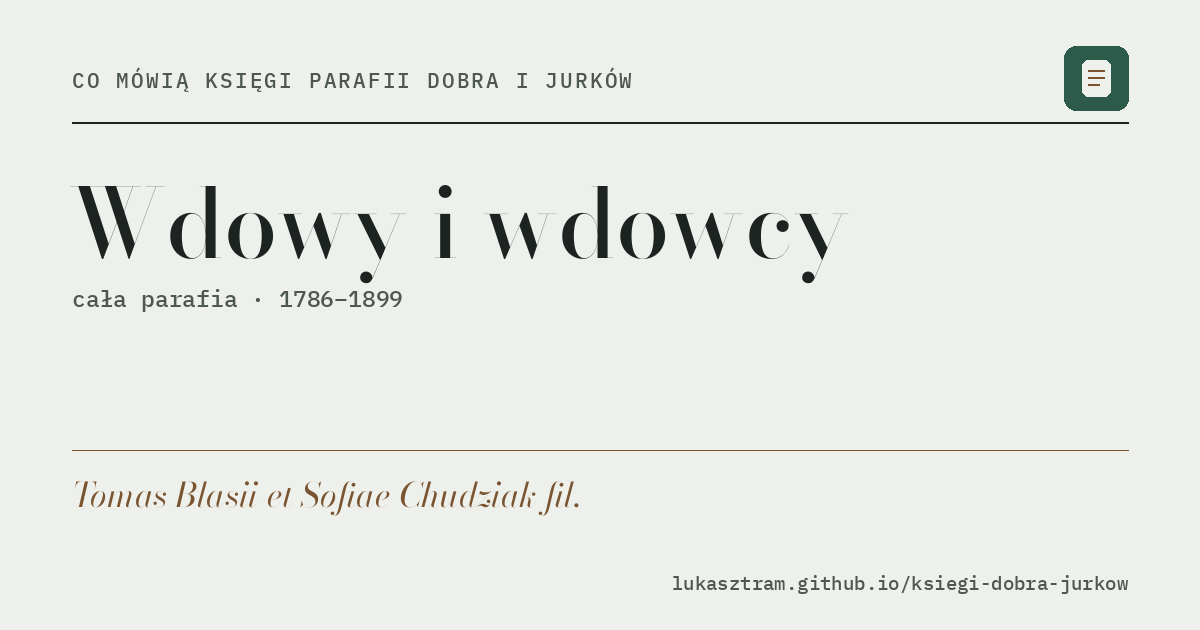 CO MÓWIĄ KSIĘGI PARAFII DOBRA I JURKÓW
Wdowy i wdowcy
cała parafia · 1786–1899
Tomas Blasii et Sofiae Chudziak fil.
lukasztram.github.io/ksiegi-dobra-jurkow